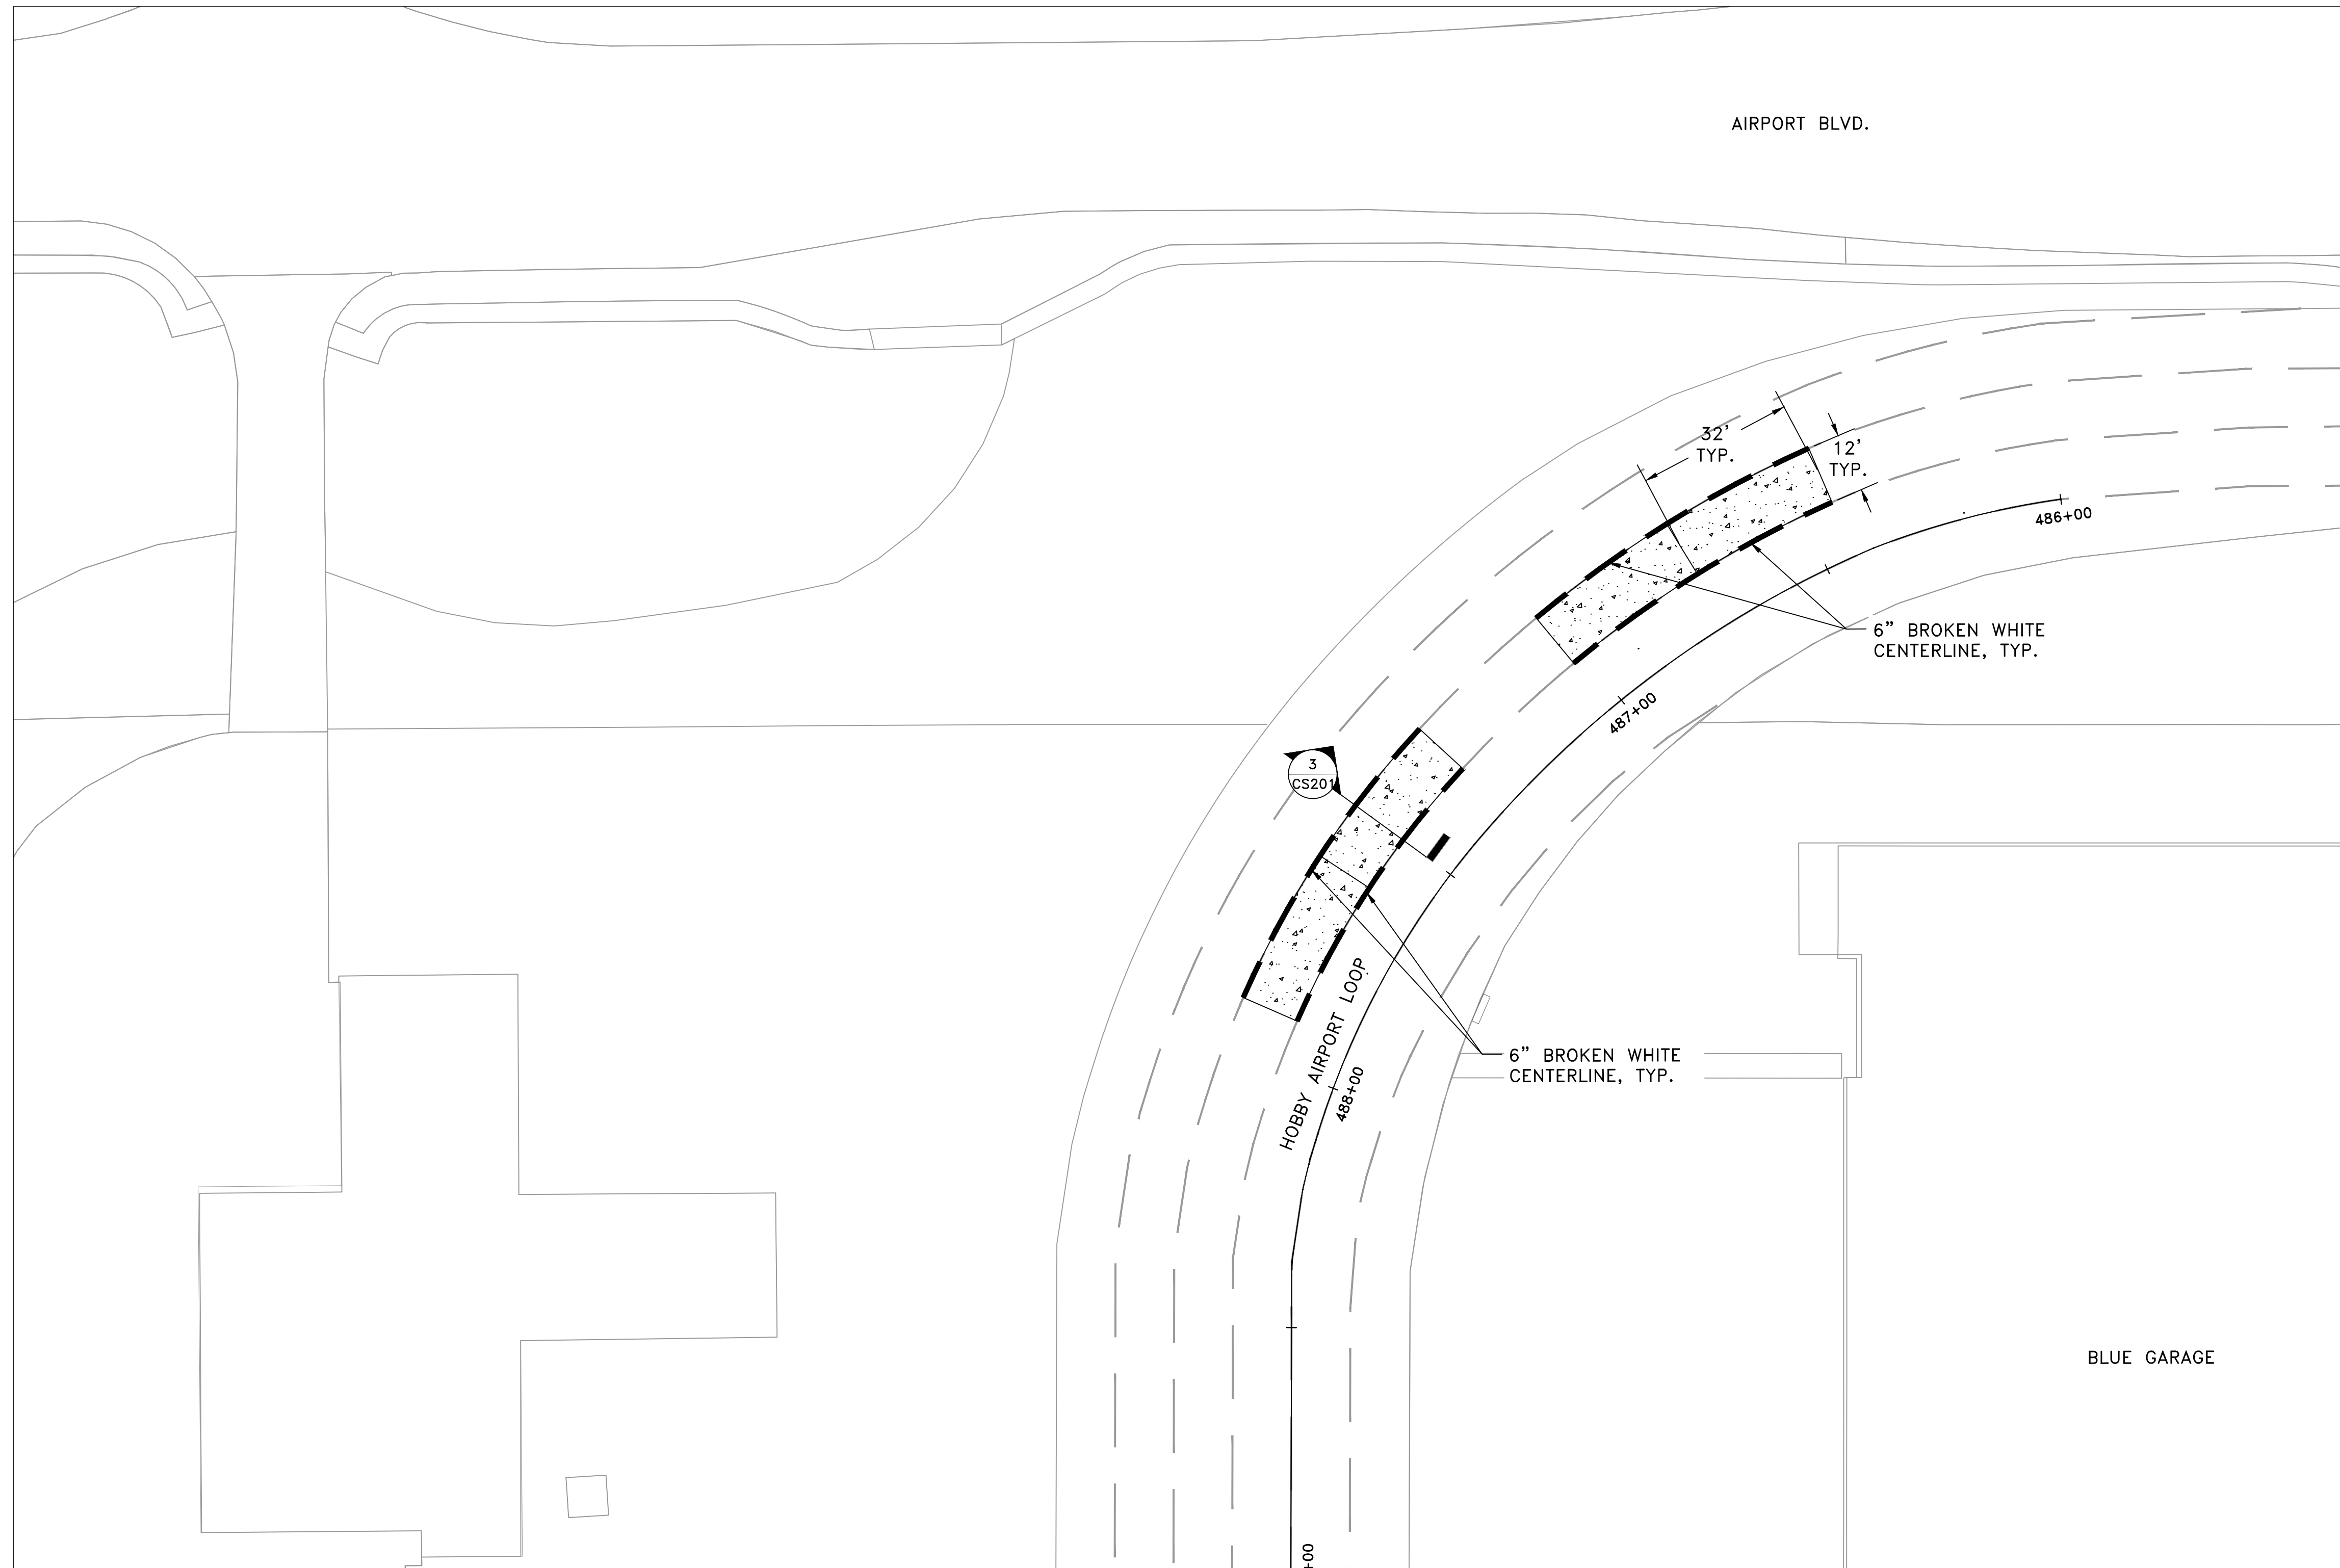 AIRPORT BLVD.
32'
TYP.
12'
TYP.
486+00
6" BROKEN WHITE
CENTERLINE, TYP.
487+00
3
CS201
HOBBY AIRPORT LOOP
488+00
6" BROKEN WHITE
CENTERLINE, TYP.
BLUE GARAGE
+00